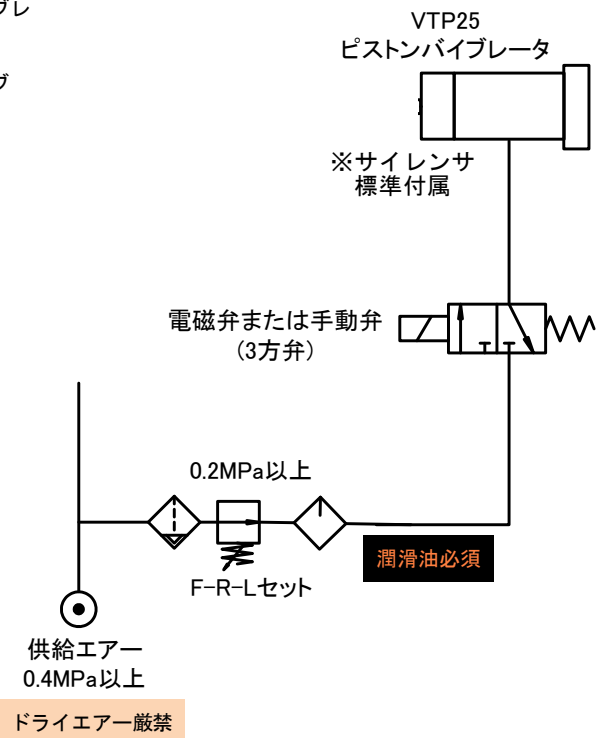 ブレ
ブ
VTP25
ピストンバイブレータ
※サイレンサ
標準付属
電磁弁または手動弁
(3方弁)
0.2MPa以上
F-R-Lセット
潤滑油必須
供給エアー
0.4MPa以上
ドライエアー厳禁